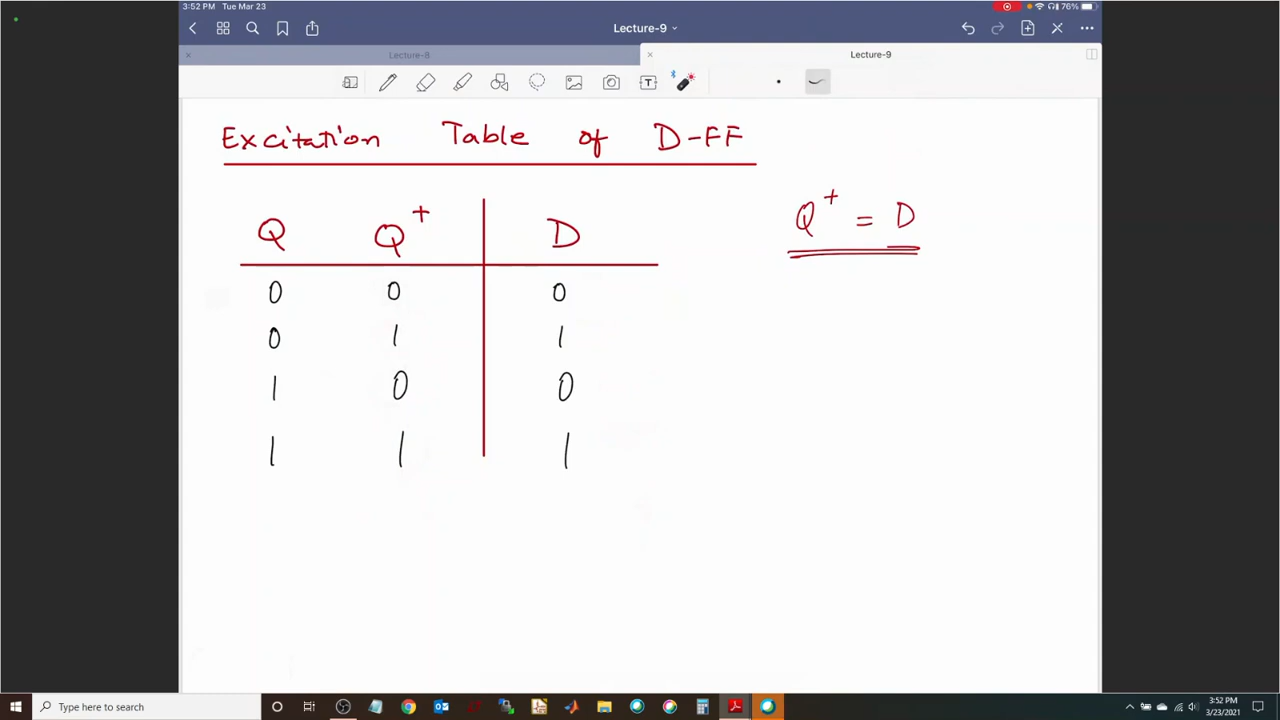 3:52 PM Tue Mar 23
76%
Lecture-9
Lecture-8
Lecture-9
T
Excitation Table of D-FF
Q Q⁺ D
Q⁺ = D
0 0 0
0 1 1
1 0 0
1 1 1
Type here to search
3:52 PM
3/23/2021